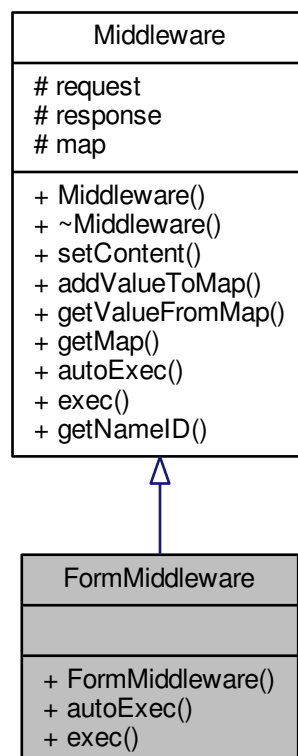 Middleware
# request
# response
# map
+ Middleware()
+ ~Middleware()
+ setContent()
+ addValueToMap()
+ getValueFromMap()
+ getMap()
+ autoExec()
+ exec()
+ getNameID()
FormMiddleware
+ FormMiddleware()
+ autoExec()
+ exec()